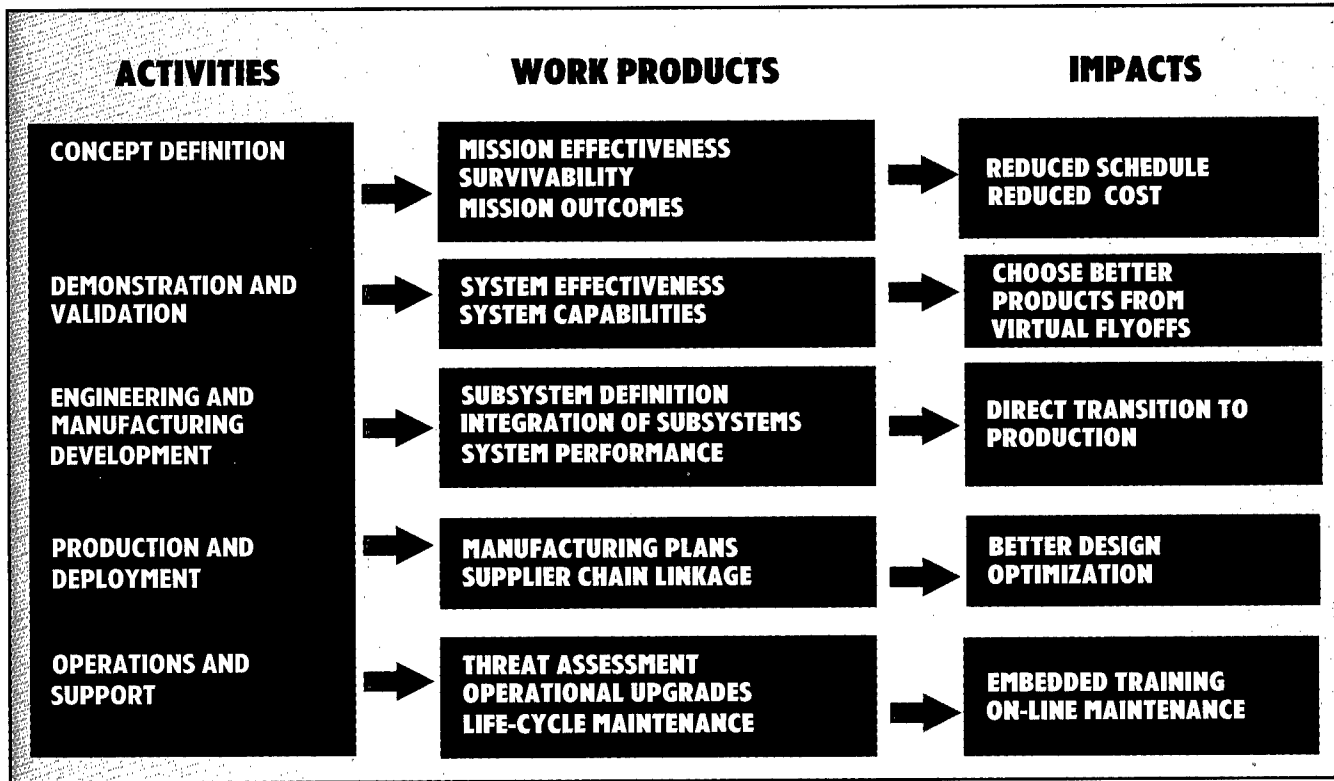 ACTIVITIES
WORK PRODUCTS
IMPACTS
CONCEPT DEFINITION
MISSION EFFECTIVENESS
SURVIVABILITY
MISSION OUTCOMES
REDUCED SCHEDULE
REDUCED COST
DEMONSTRATION AND
VALIDATION
SYSTEM EFFECTIVENESS
SYSTEM CAPABILITIES
CHOOSE BETTER
PRODUCTS FROM
VIRTUAL FLYOFFS
ENGINEERING AND
MANUFACTURING
DEVELOPMENT
SUBSYSTEM DEFINITION
INTEGRATION OF SUBSYSTEMS
SYSTEM PERFORMANCE
DIRECT TRANSITION TO
PRODUCTION
PRODUCTION AND
DEPLOYMENT
MANUFACTURING PLANS
SUPPLIER CHAIN LINKAGE
BETTER DESIGN
OPTIMIZATION
OPERATIONS AND
SUPPORT
THREAT ASSESSMENT
OPERATIONAL UPGRADES
LIFE-CYCLE MAINTENANCE
EMBEDDED TRAINING
ON-LINE MAINTENANCE